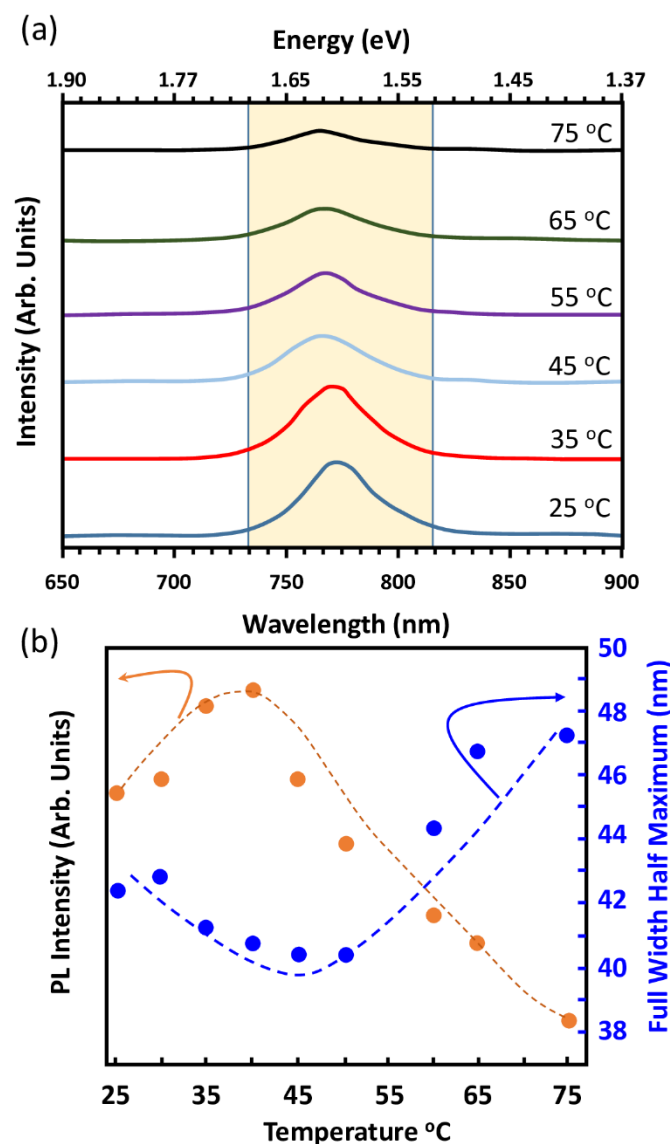 (a)
Energy (eV)
1.90 1.77 1.65 1.55 1.45 1.37
Intensity (Arb. Units)
75 °C
65 °C
55 °C
45 °C
35 °C
25 °C
650 700 750 800 850 900
Wavelength (nm)
(b)
PL Intensity (Arb. Units)
50
48
46
44
42
40
38
Full Width Half Maximum (nm)
25 35 45 55 65 75
Temperature °C